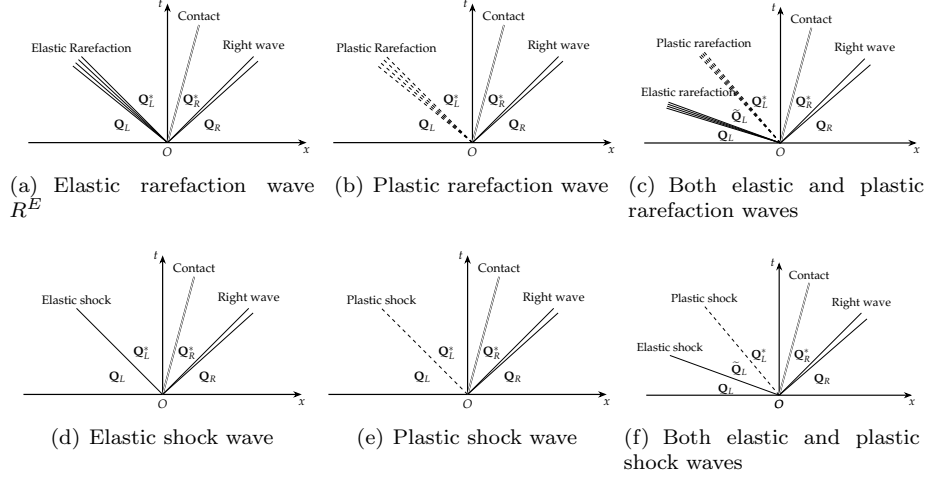 t
Contact
Elastic Rarefaction
Right wave
Q*L
Q*R
QL
QR
O
x
t
Contact
Plastic Rarefaction
Right wave
Q*L
Q*R
QL
QR
O
x
t
Contact
Plastic rarefaction
Right wave
Elastic rarefaction
Q*L
Q*R
Q̃L
QL
QR
O
x
(a) Elastic rarefaction wave
R^E
(b) Plastic rarefaction wave
(c) Both elastic and plastic
rarefaction waves
t
Contact
Elastic shock
Right wave
Q*L
Q*R
QL
QR
O
x
t
Contact
Plastic shock
Right wave
Q*L
Q*R
QL
QR
O
x
t
Contact
Plastic shock
Right wave
Elastic shock
Q*L
Q*R
Q̃L
QL
QR
O
x
(d) Elastic shock wave
(e) Plastic shock wave
(f) Both elastic and plastic
shock waves